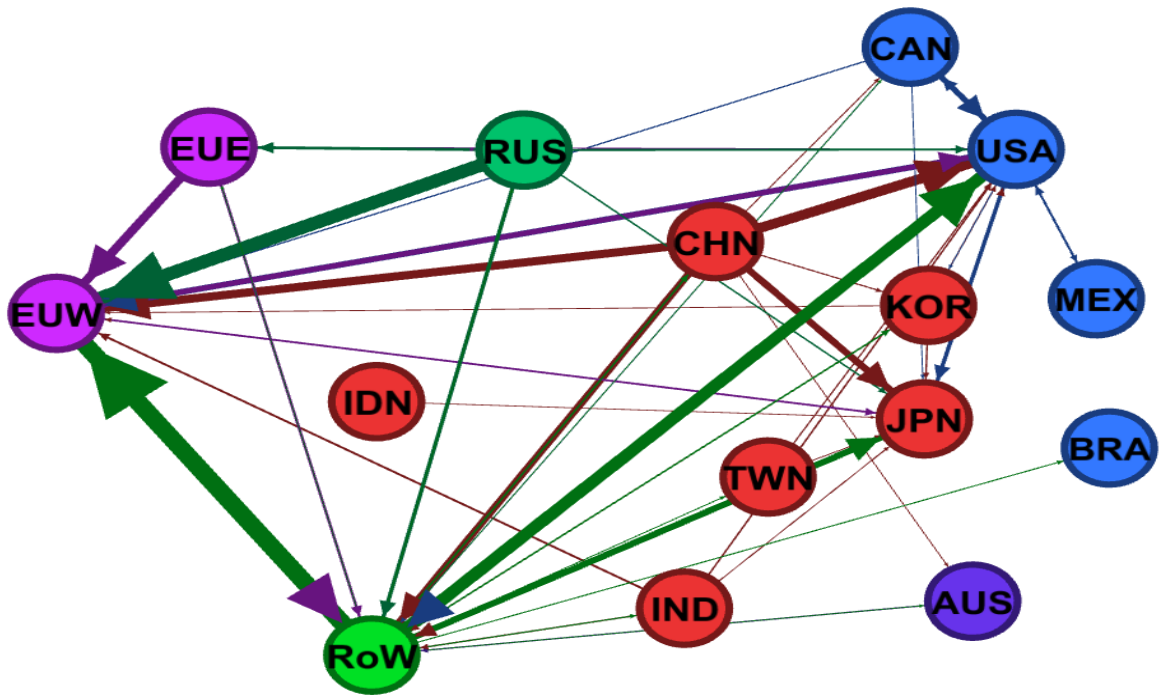 CAN
EUE
RUS
USA
CHN
EUW
KOR
MEX
IDN
JPN
TWN
BRA
IND
AUS
RoW